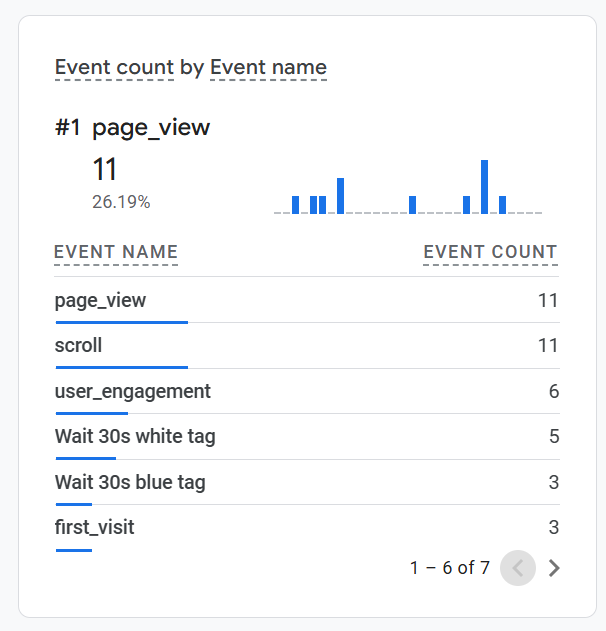 Event count by Event name
#1 page_view
11
26.19%
EVENT NAME EVENT COUNT
page_view 11
scroll 11
user_engagement 6
Wait 30s white tag 5
Wait 30s blue tag 3
first_visit 3
1 – 6 of 7